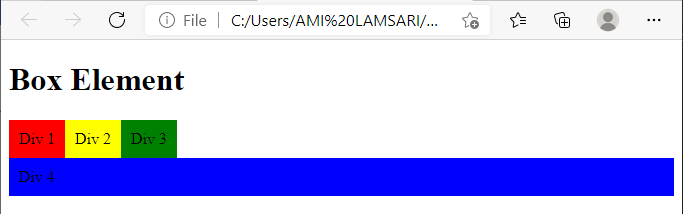 File | C:/Users/AMI%20LAMSARI/...
Box Element
Div 1 Div 2 Div 3
Div 4